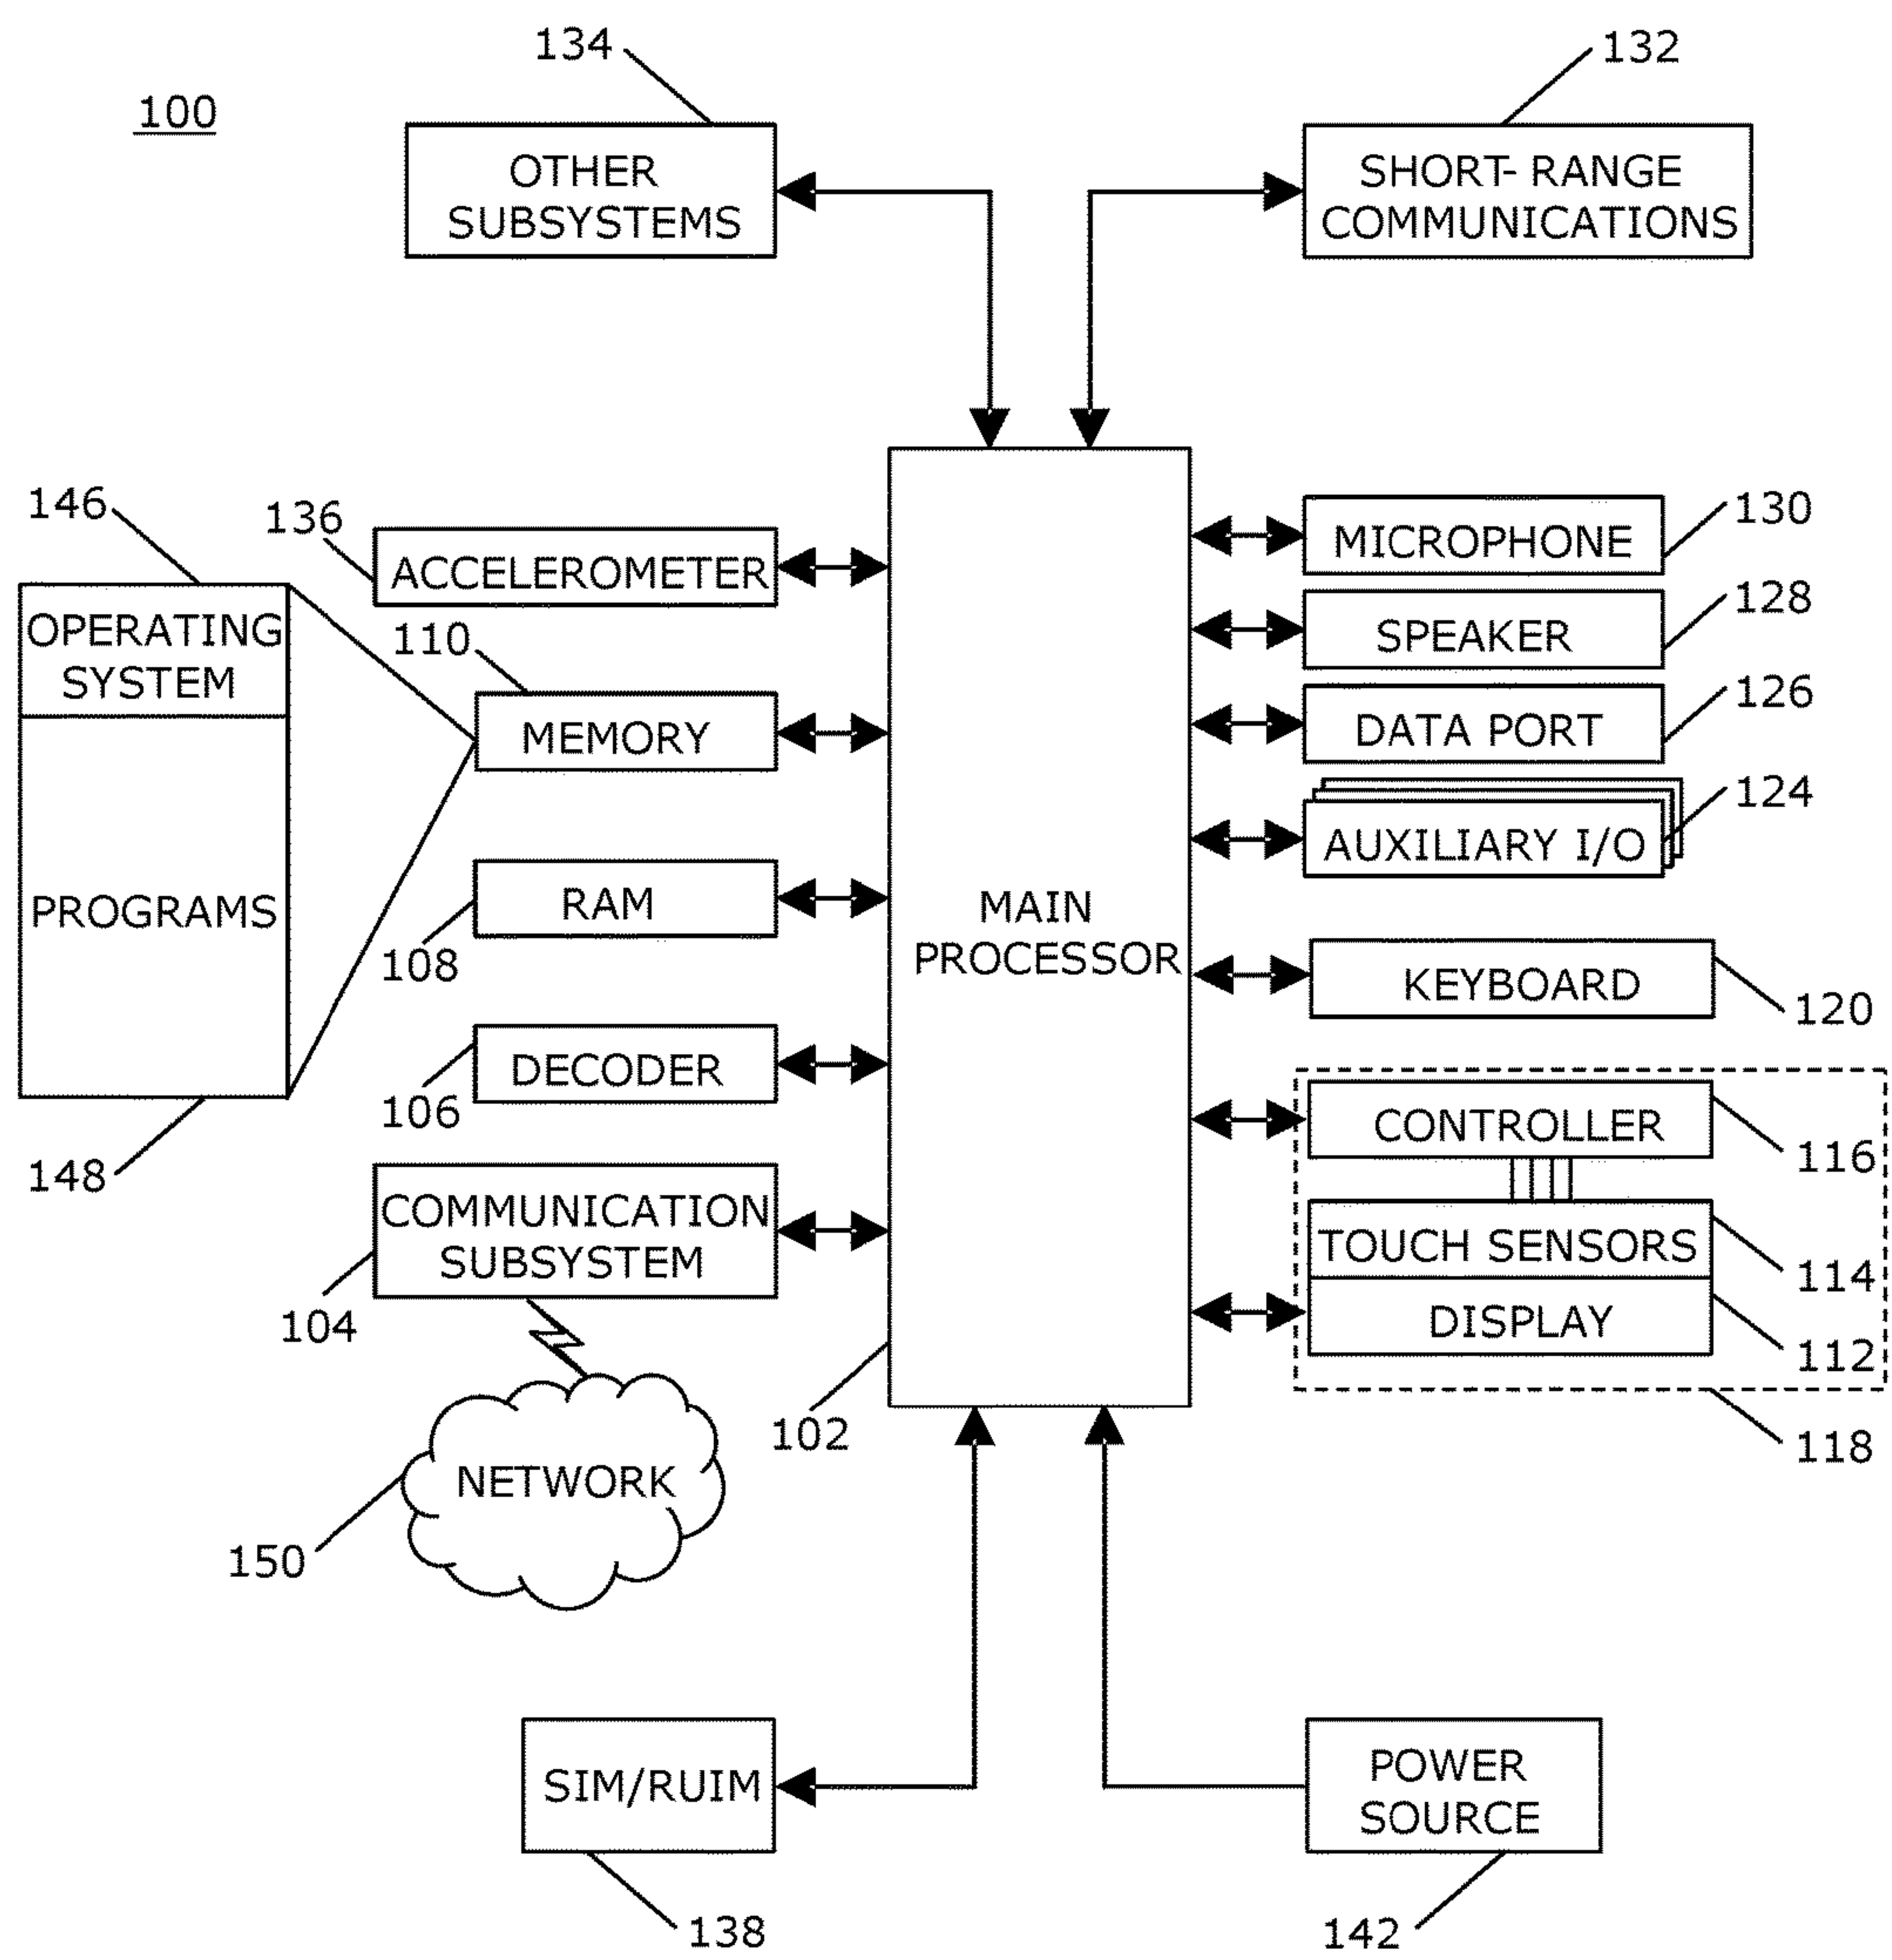 134
132
100
OTHER
SUBSYSTEMS
SHORT- RANGE
COMMUNICATIONS
146
136
ACCELEROMETER
MICROPHONE
130
OPERATING
SYSTEM
110
SPEAKER
128
MEMORY
DATA PORT
126
AUXILIARY I/O
124
PROGRAMS
RAM
108
MAIN
PROCESSOR
KEYBOARD
120
DECODER
106
CONTROLLER
116
148
COMMUNICATION
SUBSYSTEM
104
TOUCH SENSORS
114
DISPLAY
112
102
118
NETWORK
150
SIM/RUIM
138
POWER
SOURCE
142